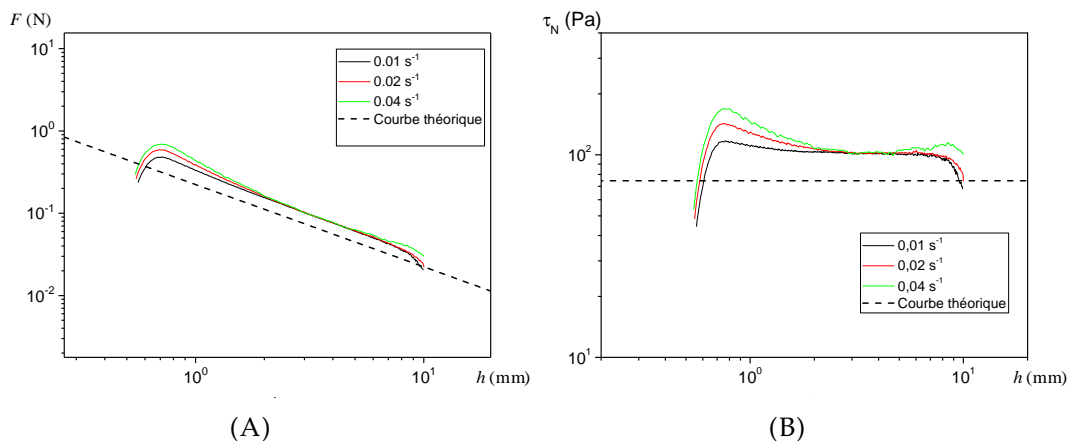 F (N)
10¹
10⁰
10⁻¹
10⁻²
0.01 s⁻¹
0.02 s⁻¹
0.04 s⁻¹
Courbe théorique
10⁰
10¹
h (mm)
(A)
τ_N (Pa)
10²
10¹
0,01 s⁻¹
0,02 s⁻¹
0,04 s⁻¹
Courbe théorique
10⁰
10¹
h (mm)
(B)